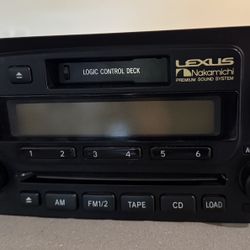 LEXUS
LOGIC CONTROL DECK
Nakamichi
PREMIUM SOUND SYSTEM
1 2 3 4 5 6
AM FM1/2 TAPE CD LOAD